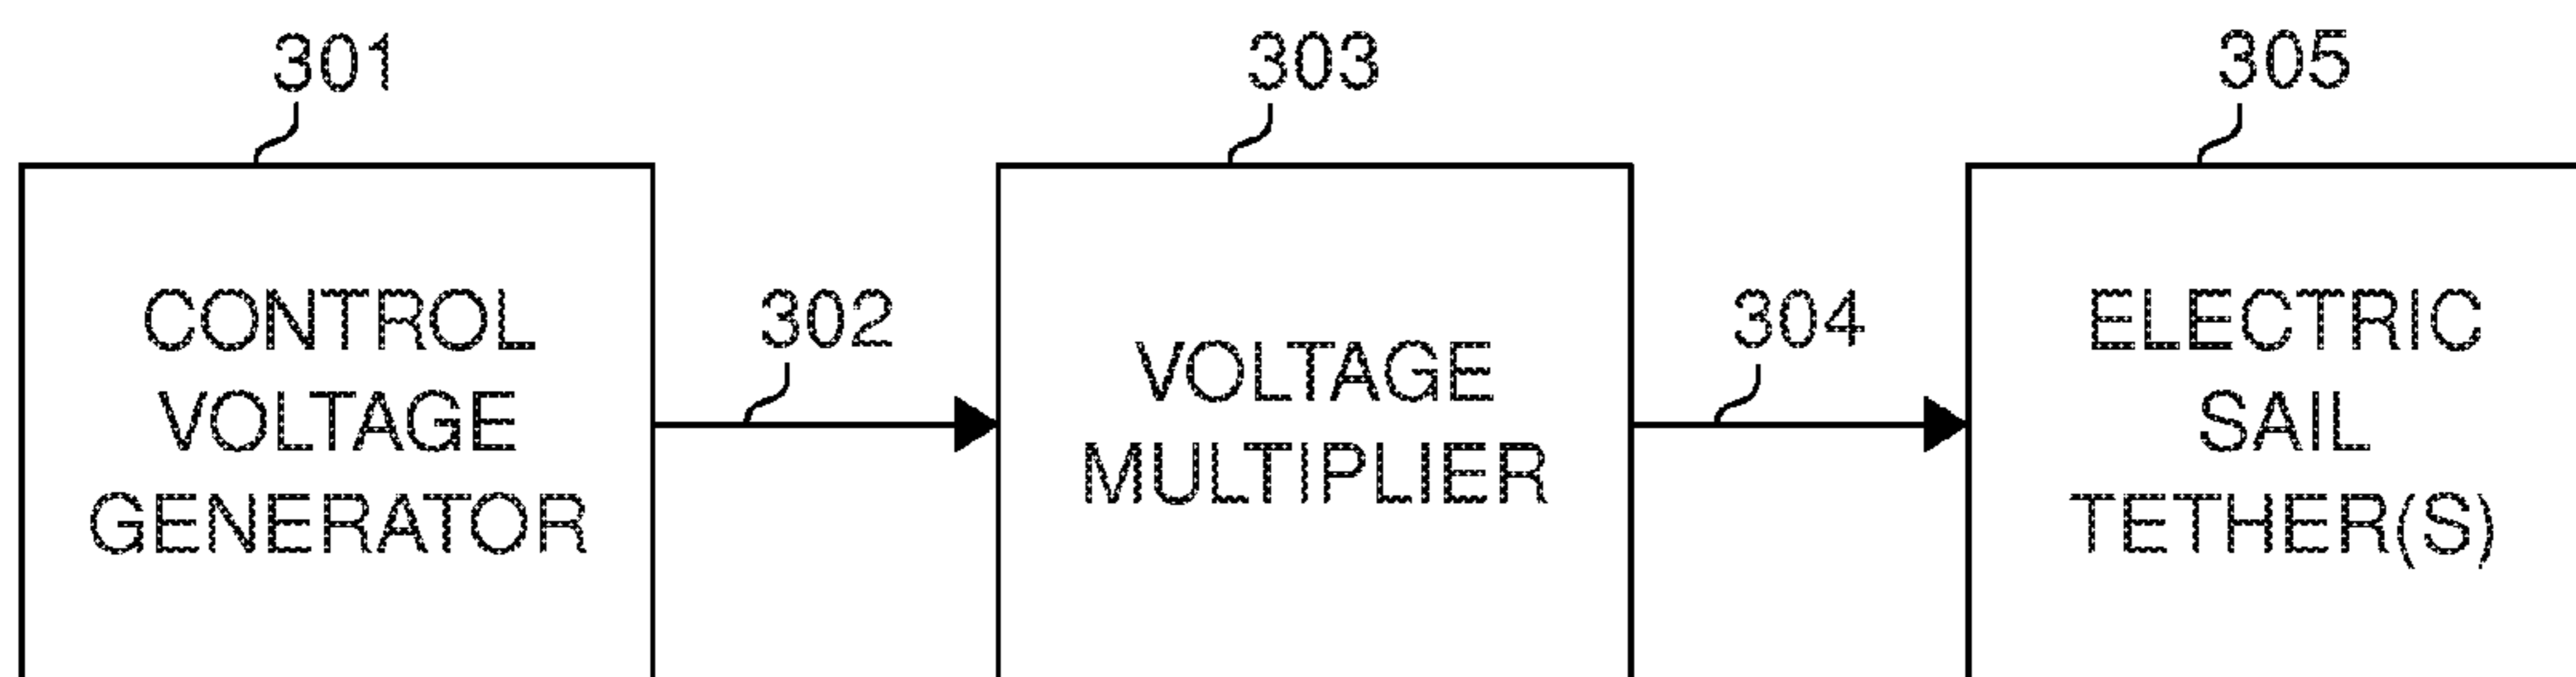 301
303
305
CONTROL
VOLTAGE
GENERATOR
302
VOLTAGE
MULTIPLIER
304
ELECTRIC
SAIL
TETHER(S)